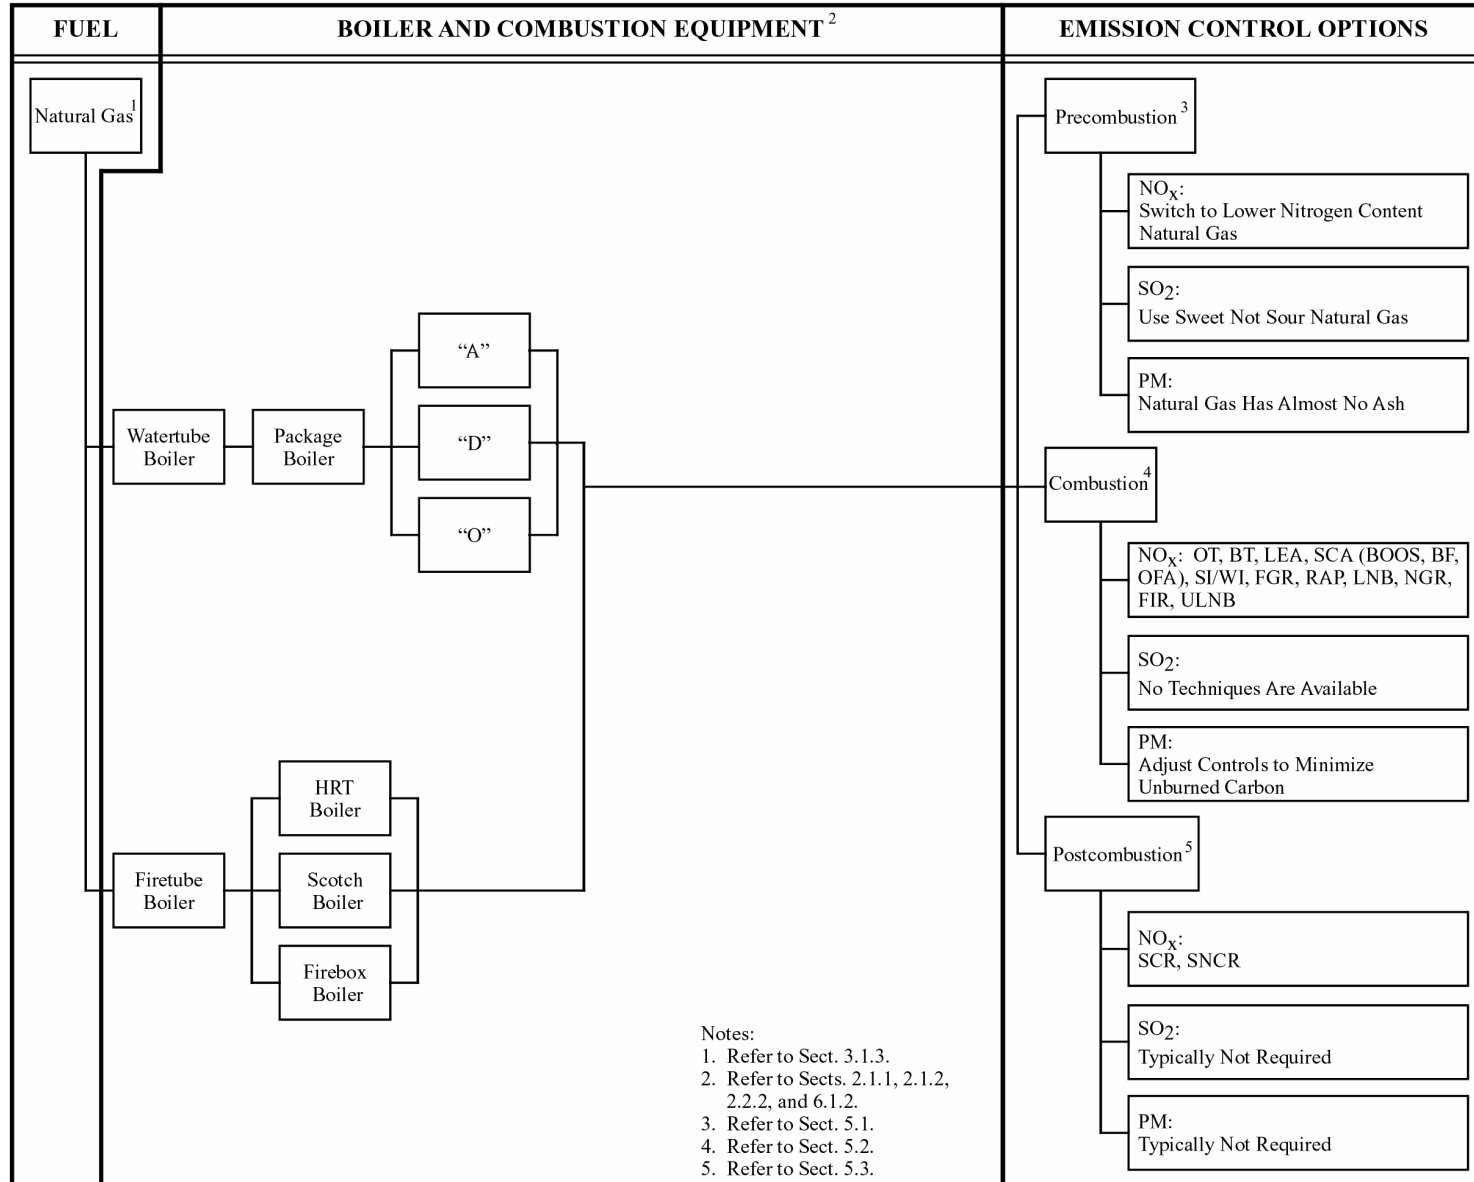 FUEL
BOILER AND COMBUSTION EQUIPMENT 2
EMISSION CONTROL OPTIONS
Natural Gas 1
Watertube
Boiler
Package
Boiler
“A”
“D”
“O”
Firetube
Boiler
HRT
Boiler
Scotch
Boiler
Firebox
Boiler
Precombustion 3
NOx:
Switch to Lower Nitrogen Content
Natural Gas
SO2:
Use Sweet Not Sour Natural Gas
PM:
Natural Gas Has Almost No Ash
Combustion 4
NOx: OT, BT, LEA, SCA (BOOS, BF,
OFA), SI/WI, FGR, RAP, LNB, NGR,
FIR, ULNB
SO2:
No Techniques Are Available
PM:
Adjust Controls to Minimize
Unburned Carbon
Postcombustion 5
NOx:
SCR, SNCR
SO2:
Typically Not Required
PM:
Typically Not Required
Notes:
1. Refer to Sect. 3.1.3.
2. Refer to Sects. 2.1.1, 2.1.2,
2.2.2, and 6.1.2.
3. Refer to Sect. 5.1.
4. Refer to Sect. 5.2.
5. Refer to Sect. 5.3.